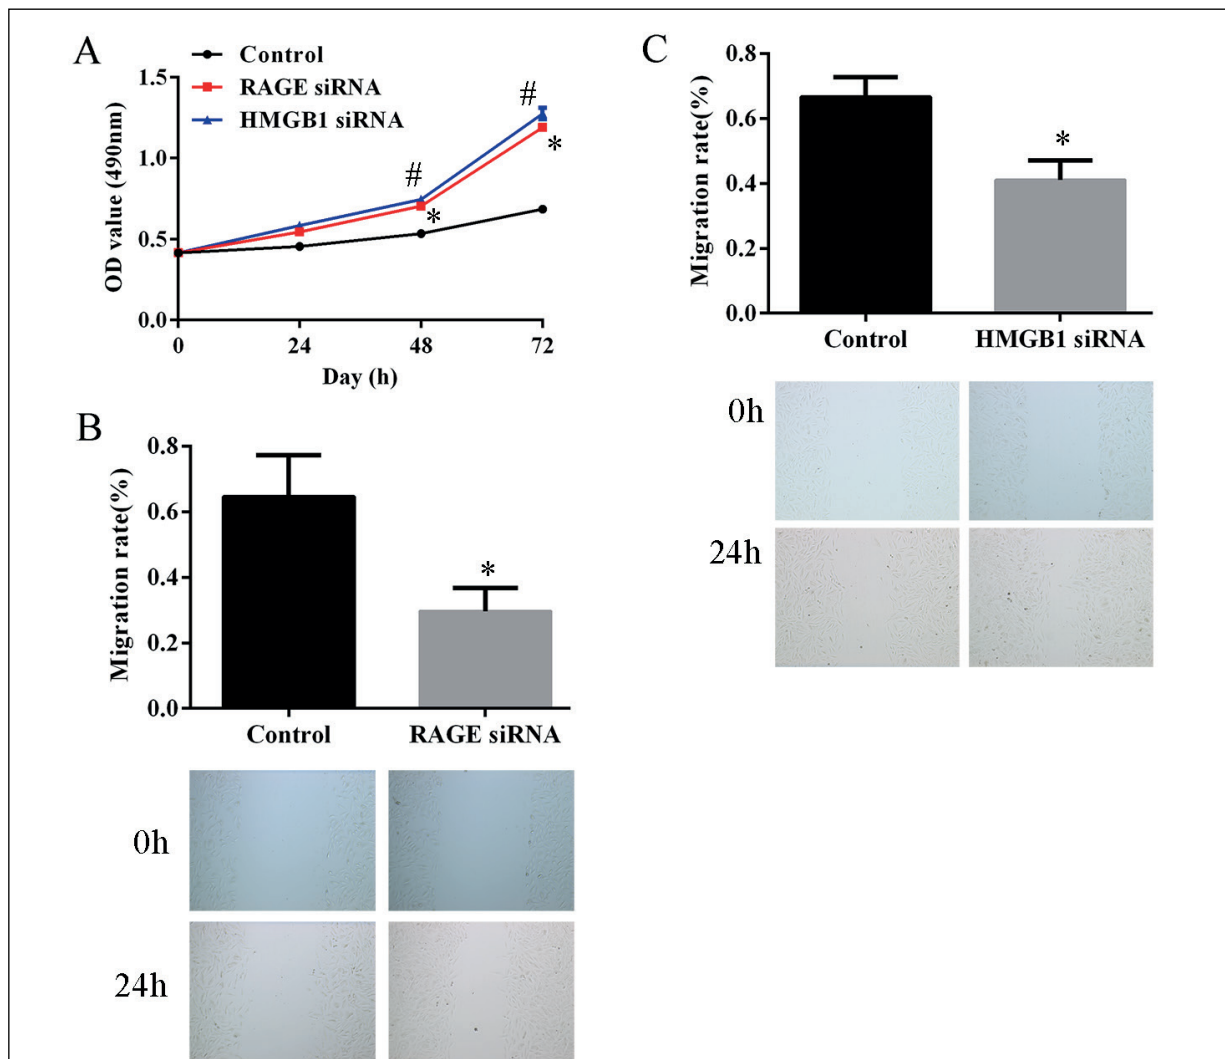 A
Control
RAGE siRNA
HMGB1 siRNA
OD value (490nm)
1.5
1.0
0.5
0.0
#
*
#
*
0
24
48
72
Day (h)
B
Migration rate(%)
0.8
0.6
0.4
0.2
0.0
*
Control
RAGE siRNA
0h
24h
C
Migration rate(%)
0.8
0.6
0.4
0.2
0.0
*
Control
HMGB1 siRNA
0h
24h